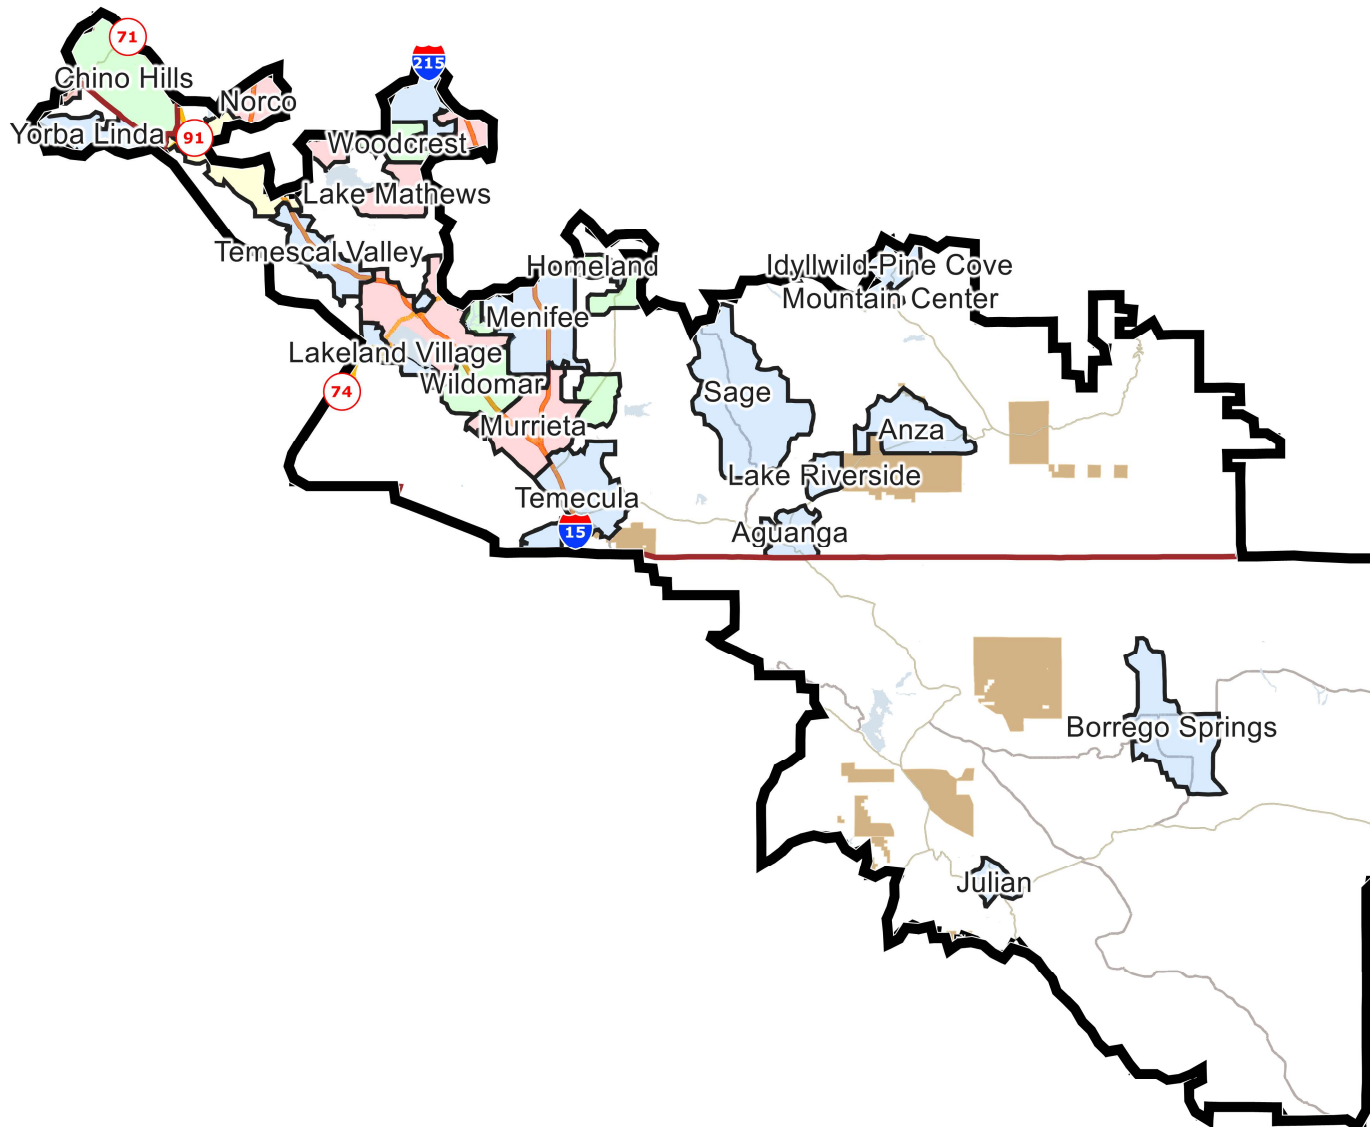 71
215
Chino Hills
Norco
Yorba Linda
91
Woodcrest
Lake Mathews
Temescal Valley
Homeland
Idyllwild-Pine Cove
Mountain Center
Menifee
Lakeland Village
Wildomar
74
Sage
Murrieta
Anza
Lake Riverside
Temecula
15
Aguanga
Borrego Springs
Julian